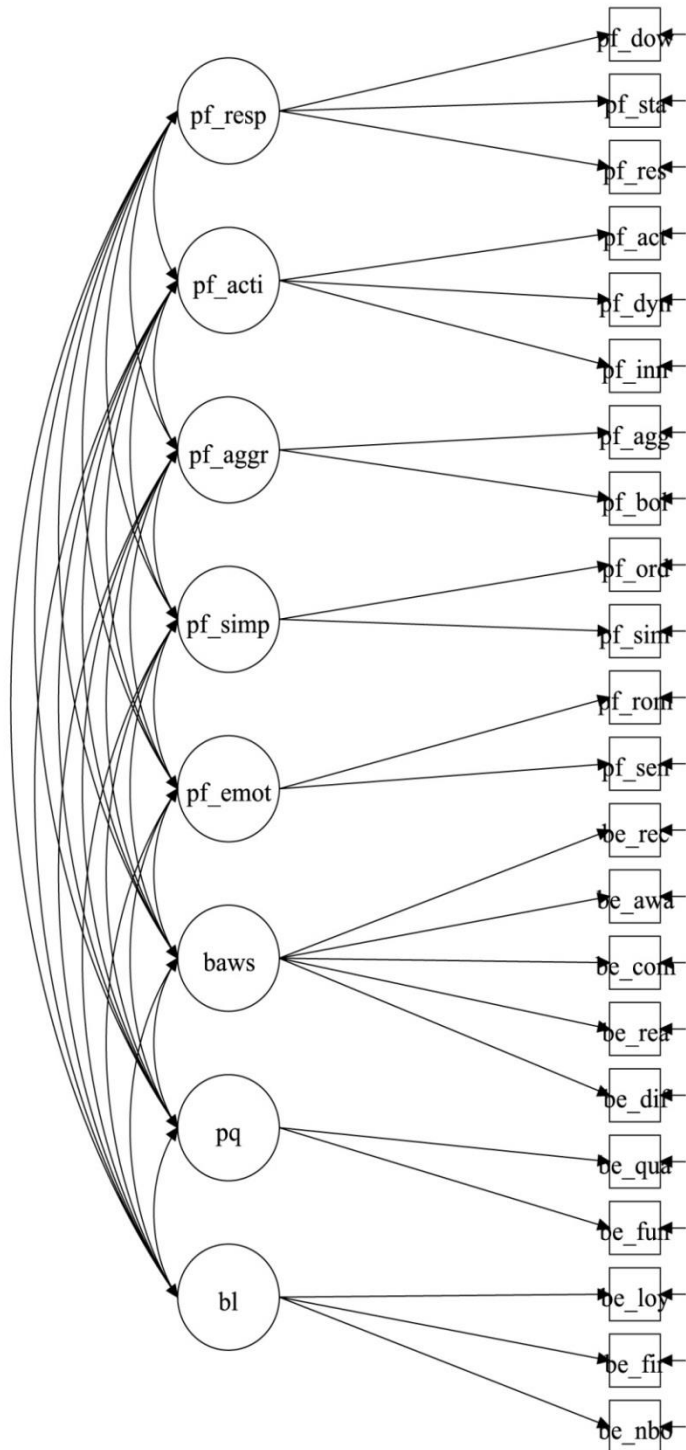 pf_dow
pf_resp
pf_sta
pf_res
pf_act
pf_acti
pf_dyn
pf_inn
pf_agg
pf_aggr
pf_bol
pf_ord
pf_simp
pf_sim
pf_rom
pf_emot
pf_sen
be_rec
be_awa
baws
be_com
be_rea
be_dif
pq
be_qua
be_fun
bl
be_loy
be_fir
be_nbo